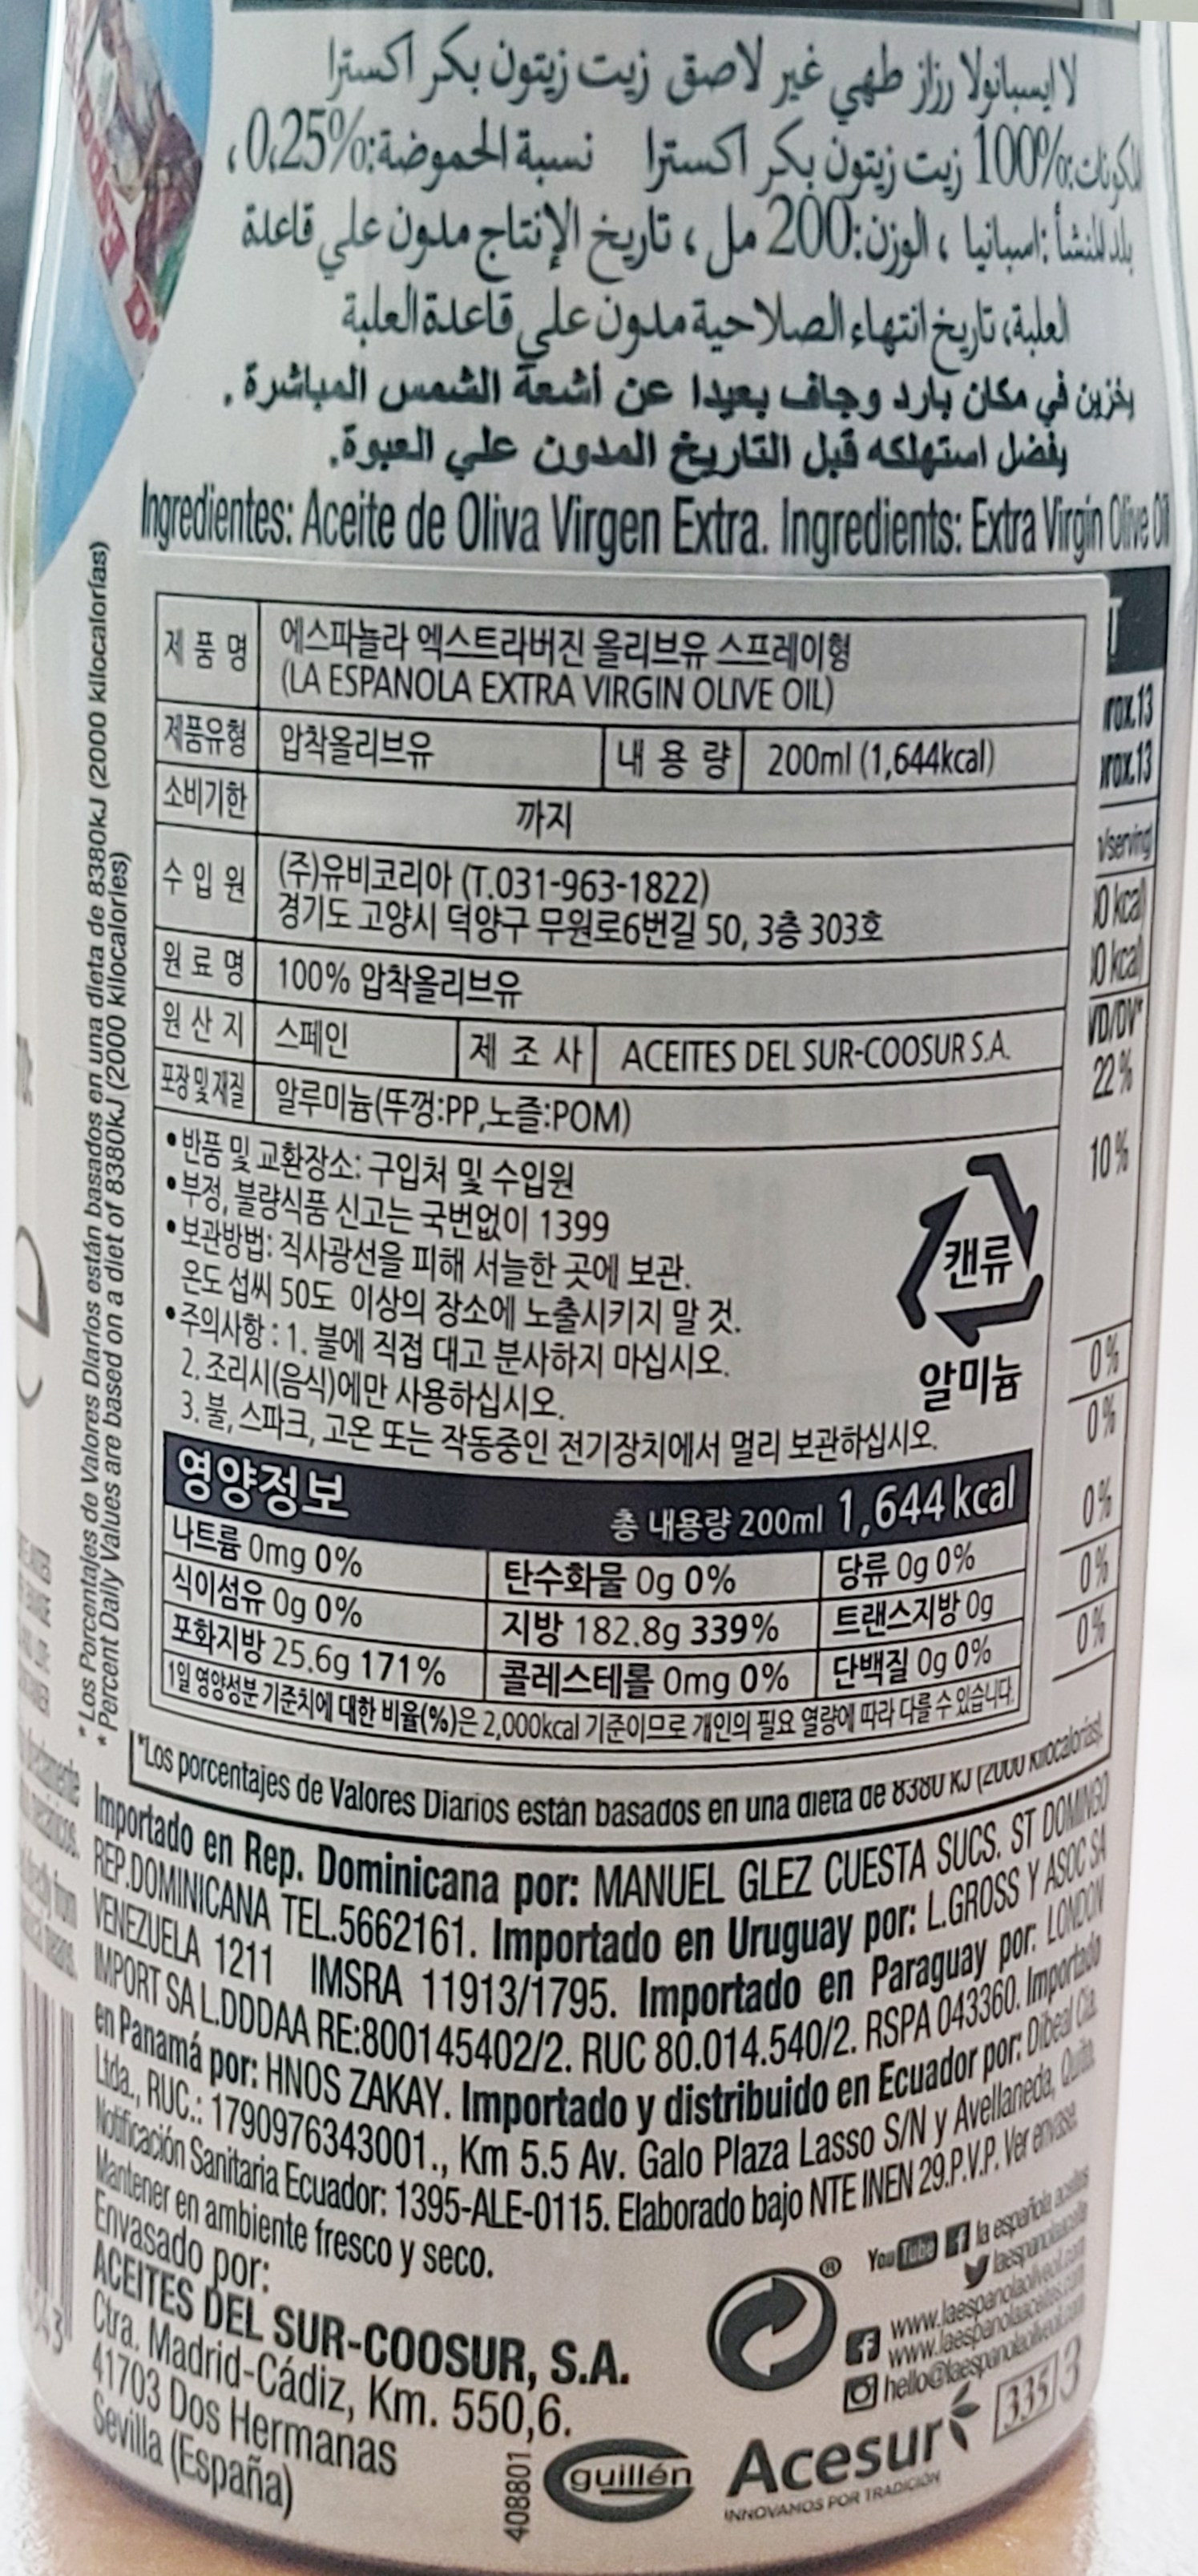 لا ايسبانولا رزاز طهي غير لاصق زيت زيتون بكر اكسترا
المكونات:%100 زيت زيتون بكر اكسترا نسبة الحموضة:%0،25 ،
بلد المنشأ :اسبانيا ، الوزن:200 مل ، تاريخ الإنتاج مدون علي قاعدة
العلبة، تاريخ انتهاء الصلاحية مدون علي قاعدة العلبة
يخزين في مكان بارد وجاف بعيدا عن أشعة الشمس المباشرة .
يفضل استهلكه قبل التاريخ المدون علي العبوة.
Ingredientes: Aceite de Oliva Virgen Extra. Ingredients: Extra Virgin Olive Oil
제 품 명 에스파뇰라 엑스트라버진 올리브유 스프레이형
(LA ESPANOLA EXTRA VIRGIN OLIVE OIL)
제품유형 압착올리브유 내 용 량 200ml (1,644kcal)
소비기한 까지
수 입 원 (주)유비코리아 (T.031-963-1822)
경기도 고양시 덕양구 무원로6번길 50, 3층 303호
원 료 명 100% 압착올리브유
원 산 지 스페인 제 조 사 ACEITES DEL SUR-COOSUR S.A.
포장 및 재질 알루미늄(뚜껑:PP,노즐:POM)
• 반품 및 교환장소: 구입처 및 수입원
• 부정, 불량식품 신고는 국번없이 1399
• 보관방법: 직사광선을 피해 서늘한 곳에 보관.
온도 섭씨 50도 이상의 장소에 노출시키지 말 것.
• 주의사항 : 1. 불에 직접 대고 분사하지 마십시오.
2. 조리시(음식)에만 사용하십시오.
3. 불, 스파크, 고온 또는 작동중인 전기장치에서 멀리 보관하십시오.
캔류
알미늄
영양정보 총 내용량 200ml 1,644 kcal
나트륨 0mg 0% 탄수화물 0g 0% 당류 0g 0%
식이섬유 0g 0% 지방 182.8g 339% 트랜스지방 0g
포화지방 25.6g 171% 콜레스테롤 0mg 0% 단백질 0g 0%
1일 영양성분 기준치에 대한 비율(%)은 2,000kcal 기준이므로 개인의 필요 열량에 따라 다를 수 있습니다.
T
rox.13
rox.13
/serving
0 kcal)
0 kcal)
VD/DV*
22 %
10 %
0 %
0 %
0 %
0 %
0 %
* Los Porcentajes de Valores Diarios están basados en una dieta de 8380kJ (2000 kilocalorías)
* Percent Daily Values are based on a diet of 8380kJ (2000 kilocalories)
*Los porcentajes de Valores Diarios están basados en una dieta de 8380 KJ (2000 kilocalorías).
Importado en Rep. Dominicana por: MANUEL GLEZ CUESTA SUCS. ST DOMINGO
REP.DOMINICANA TEL.5662161. Importado en Uruguay por: L.GROSS Y ASOC SA
VENEZUELA 1211 IMSRA 11913/1795. Importado en Paraguay por: LONDON
IMPORT SA L.DDDAA RE:800145402/2. RUC 80.014.540/2. RSPA 043360. Importado
en Panamá por: HNOS ZAKAY. Importado y distribuido en Ecuador por: Dibeal Cia.
Ltda., RUC.: 1790976343001., Km 5.5 Av. Galo Plaza Lasso S/N y Avellaneda, Quito.
Notificación Sanitaria Ecuador: 1395-ALE-0115. Elaborado bajo NTE INEN 29.P.V.P. Ver envase.
Mantener en ambiente fresco y seco.
Envasado por:
ACEITES DEL SUR-COOSUR, S.A.
Ctra. Madrid-Cádiz, Km. 550,6.
41703 Dos Hermanas
Sevilla (España)
You Tube f la española aceites
laespanolaaceite
www.laespanolaoliveoil.com
www.laespanolaaceites.com
hello@laespanolaoliveoil.com
408801
guillén
Acesur
INNOVAMOS POR TRADICIÓN
335 3